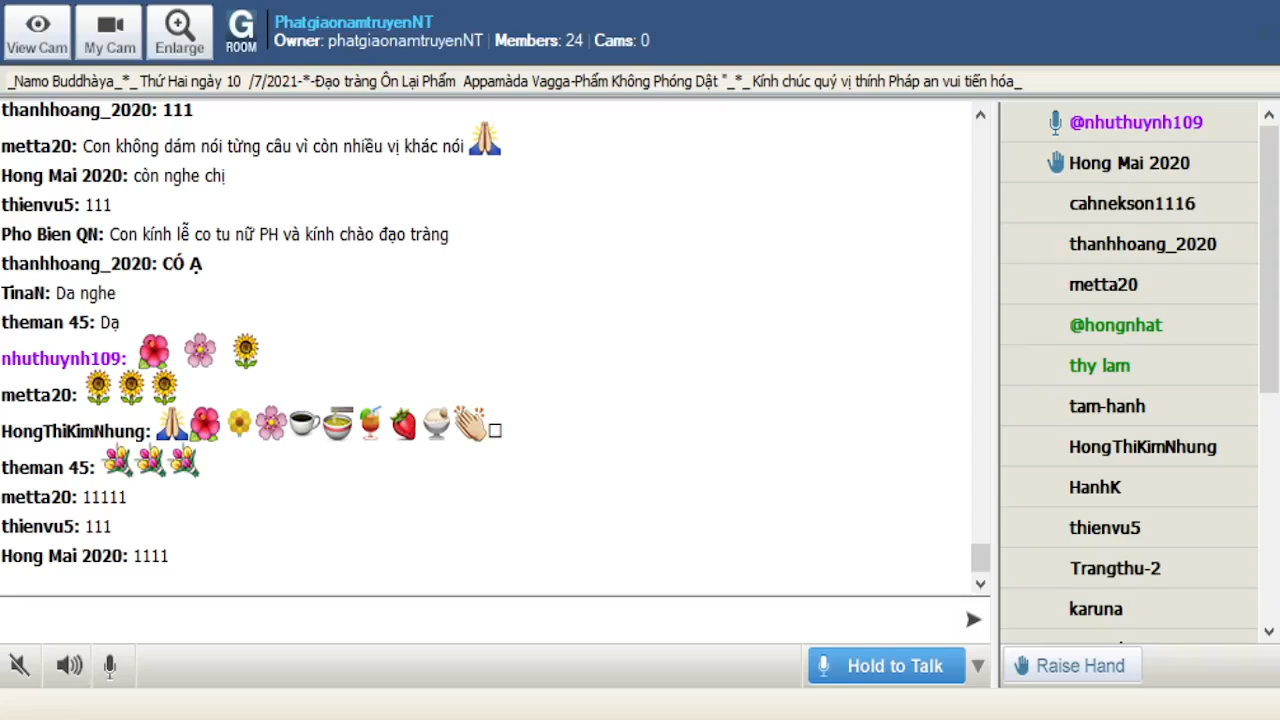 View Cam
My Cam
Enlarge
G
ROOM
PhatgiaonamtruyenNT
Owner: phatgiaonamtruyenNT | Members: 24 | Cams: 0
_Namo Buddhàya_*_Thứ Hai ngày 10 /7/2021-*-Đạo tràng Ôn Lại Phẩm Appamàda Vagga-Phẩm Không Phóng Dật "_*_Kính chúc quý vị thính Pháp an vui tiến hóa_
thanhhoang_2020: 111
metta20: Con không dám nói từng câu vì còn nhiều vị khác nói
Hong Mai 2020: còn nghe chị
thienvu5: 111
Pho Bien QN: Con kính lễ co tu nữ PH và kính chào đạo tràng
thanhhoang_2020: CÓ Ạ
TinaN: Da nghe
theman 45: Dạ
nhuthuynh109:
metta20:
HongThiKimNhung:
theman 45:
metta20: 11111
thienvu5: 111
Hong Mai 2020: 1111
@nhuthuynh109
Hong Mai 2020
cahnekson1116
thanhhoang_2020
metta20
@hongnhat
thy lam
tam-hanh
HongThiKimNhung
HanhK
thienvu5
Trangthu-2
karuna
Hold to Talk
Raise Hand